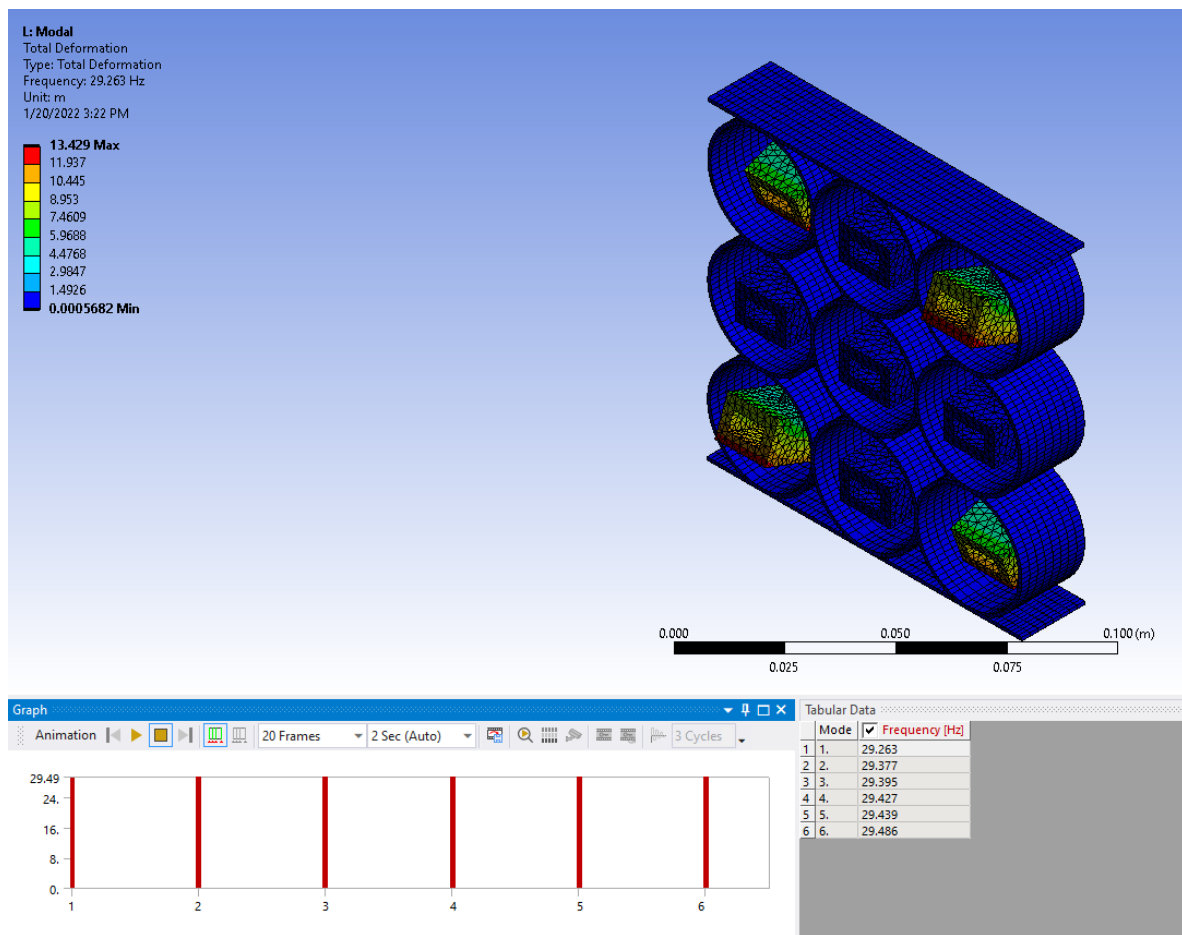 L: Modal
Total Deformation
Type: Total Deformation
Frequency: 29.263 Hz
Unit: m
1/20/2022 3:22 PM
13.429 Max
11.937
10.445
8.953
7.4609
5.9688
4.4768
2.9847
1.4926
0.0005682 Min
0.000 0.050 0.100 (m)
0.025 0.075
Graph
Animation 20 Frames 2 Sec (Auto) 3 Cycles
29.49
24.
16.
8.
0.
1 2 3 4 5 6
Tabular Data
Mode Frequency [Hz]
1 1. 29.263
2 2. 29.377
3 3. 29.395
4 4. 29.427
5 5. 29.439
6 6. 29.486